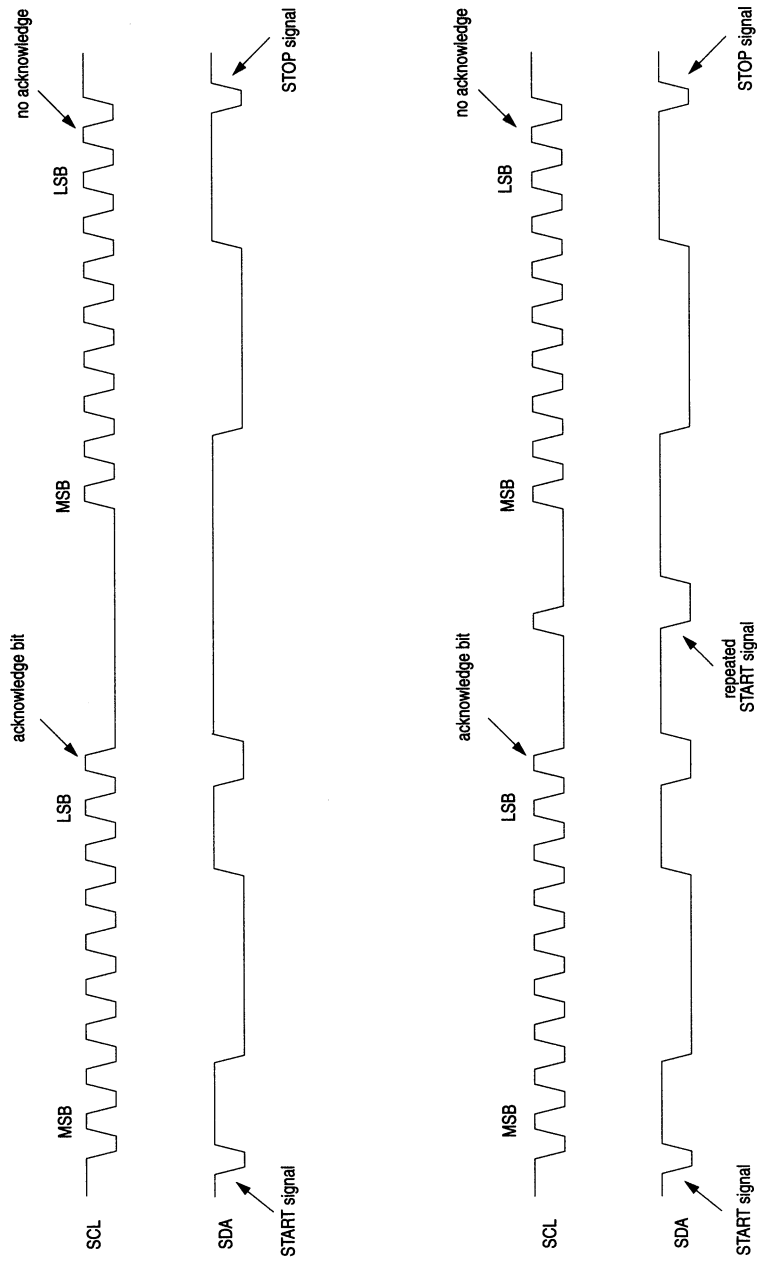 SCL
MSB
LSB
acknowledge bit
MSB
LSB
no acknowledge
SDA
START signal
STOP signal
SCL
MSB
LSB
acknowledge bit
MSB
LSB
no acknowledge
SDA
START signal
repeated
START signal
STOP signal